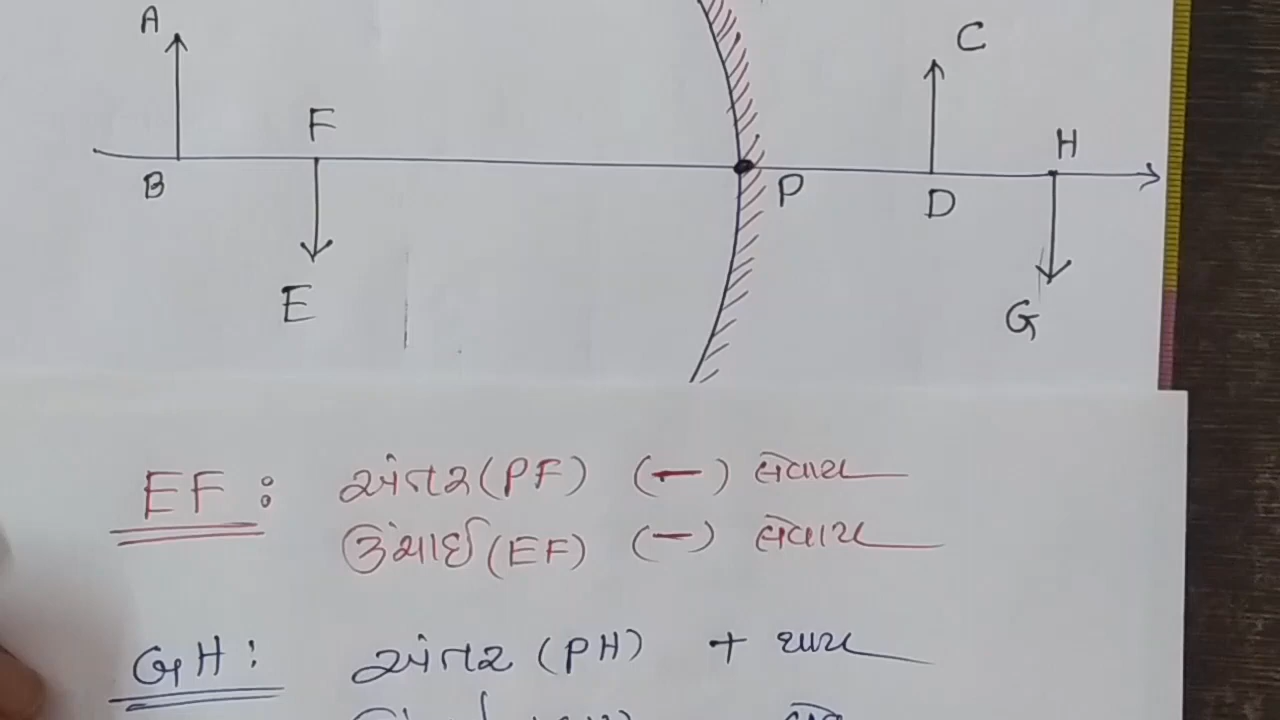 A
C
F
H
B
P
D
E
G
EF : અંતર (PF) (−) લેવાય
ઊંચાઈ (EF) (−) લેવાય
GH : અંતર (PH) + થાય